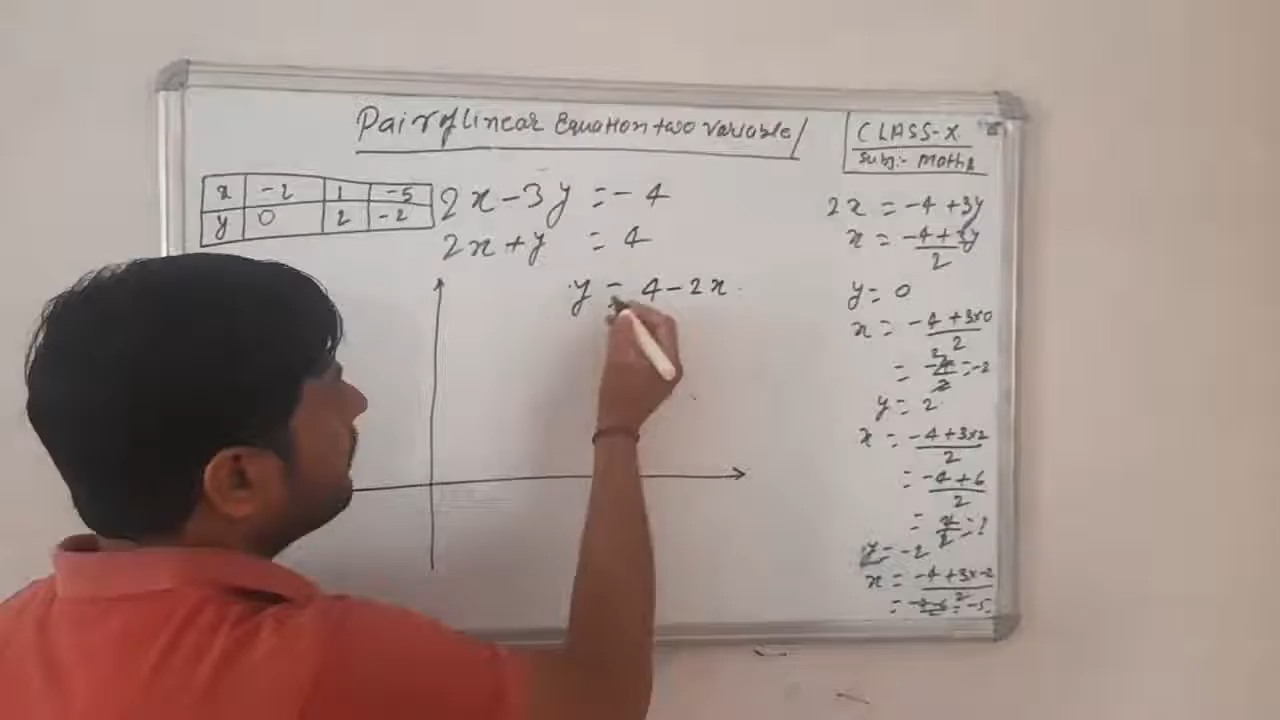 Pair of linear Equation two variable
CLASS-X
Subj:- Maths
x -2 1 -5
y 0 2 -2
2x - 3y = - 4
2x + y = 4
y = 4 - 2x
2x = -4 + 3y
x = -4 + 3y / 2
y = 0
x = -4 + 3x0 / 2
= -4 / 2 = -2
y = 2
x = -4 + 3x2 / 2
= -4 + 6 / 2
= 2 / 2 = 1
y = -2
x = -4 + 3x-2 / 2
= -5